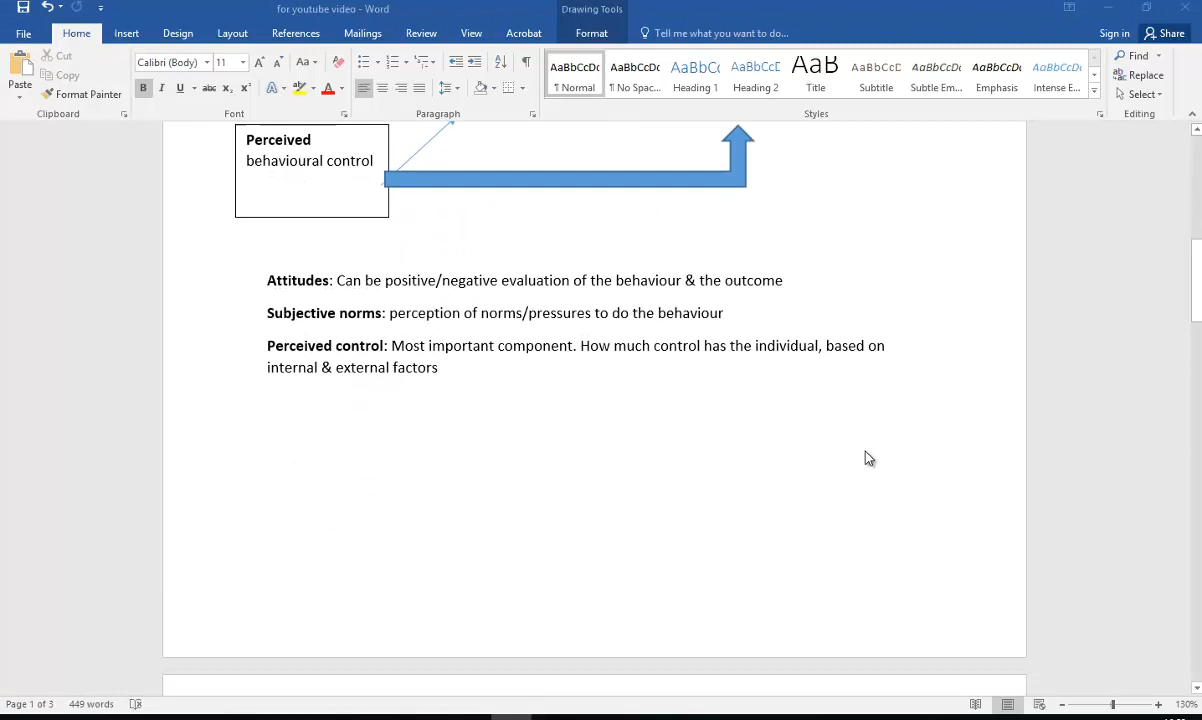 for youtube video - Word
Drawing Tools
File
Home
Insert
Design
Layout
References
Mailings
Review
View
Acrobat
Format
Tell me what you want to do...
Sign in
Share
Paste
Cut
Copy
Format Painter
Clipboard
Calibri (Body)
11
Font
Paragraph
AaBbCcDc
¶ Normal
AaBbCcDc
¶ No Spac...
AaBbCc
Heading 1
AaBbCcD
Heading 2
AaB
Title
AaBbCcD
Subtitle
AaBbCcDc
Subtle Em...
AaBbCcDc
Emphasis
AaBbCcDc
Intense E...
Styles
Find
Replace
Select
Editing
Perceived
behavioural control
Attitudes: Can be positive/negative evaluation of the behaviour & the outcome
Subjective norms: perception of norms/pressures to do the behaviour
Perceived control: Most important component. How much control has the individual, based on
internal & external factors
Page 1 of 3
449 words
130%